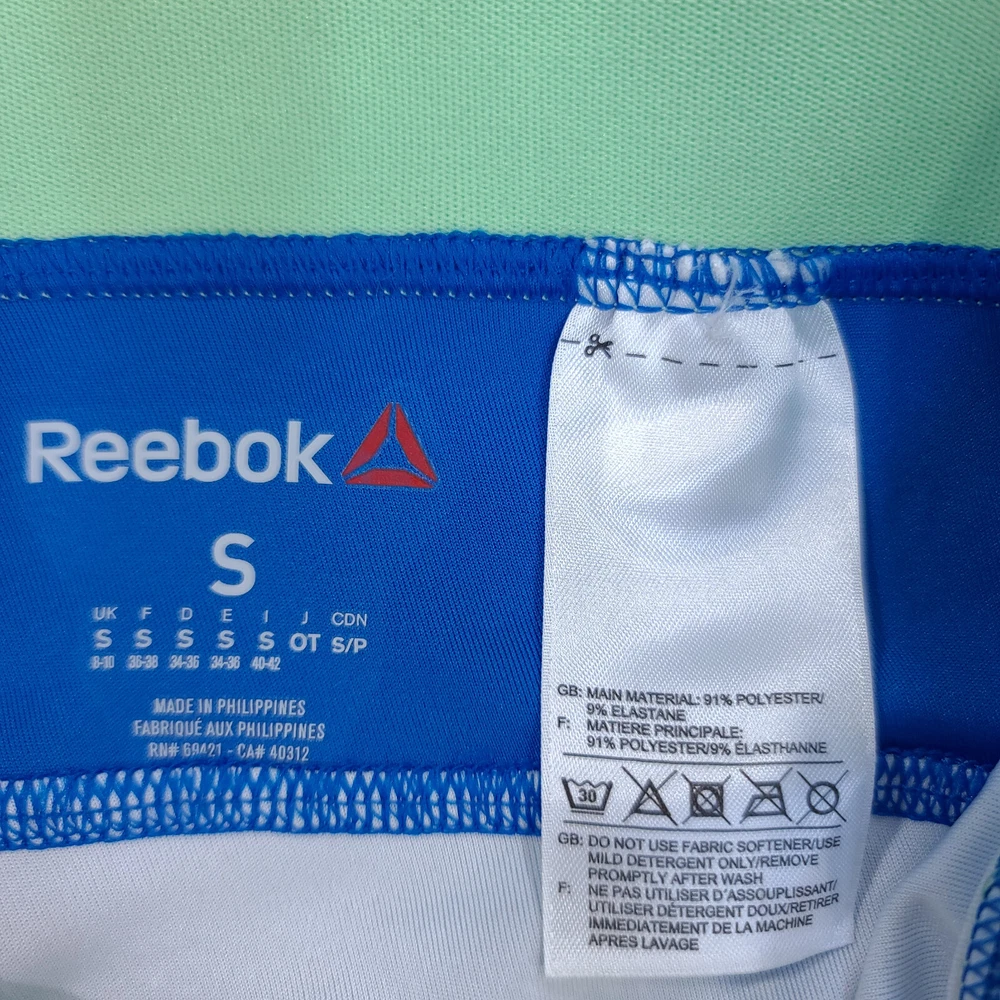 Reebok
S
UK F D E I J CDN
S S S S S OT S/P
8-10 36-38 34-36 34-36 40-42
MADE IN PHILIPPINES
FABRIQUÉ AUX PHILIPPINES
RN# 69421 - CA# 40312
GB: MAIN MATERIAL: 91% POLYESTER/
9% ELASTANE
F: MATIERE PRINCIPALE:
91% POLYESTER/9% ÉLASTHANNE
30
GB: DO NOT USE FABRIC SOFTENER/USE
MILD DETERGENT ONLY/REMOVE
PROMPTLY AFTER WASH
F: NE PAS UTILISER D'ASSOUPLISSANT/
UTILISER DÉTERGENT DOUX/RETIRER
IMMEDIATEMENT DE LA MACHINE
APRES LAVAGE